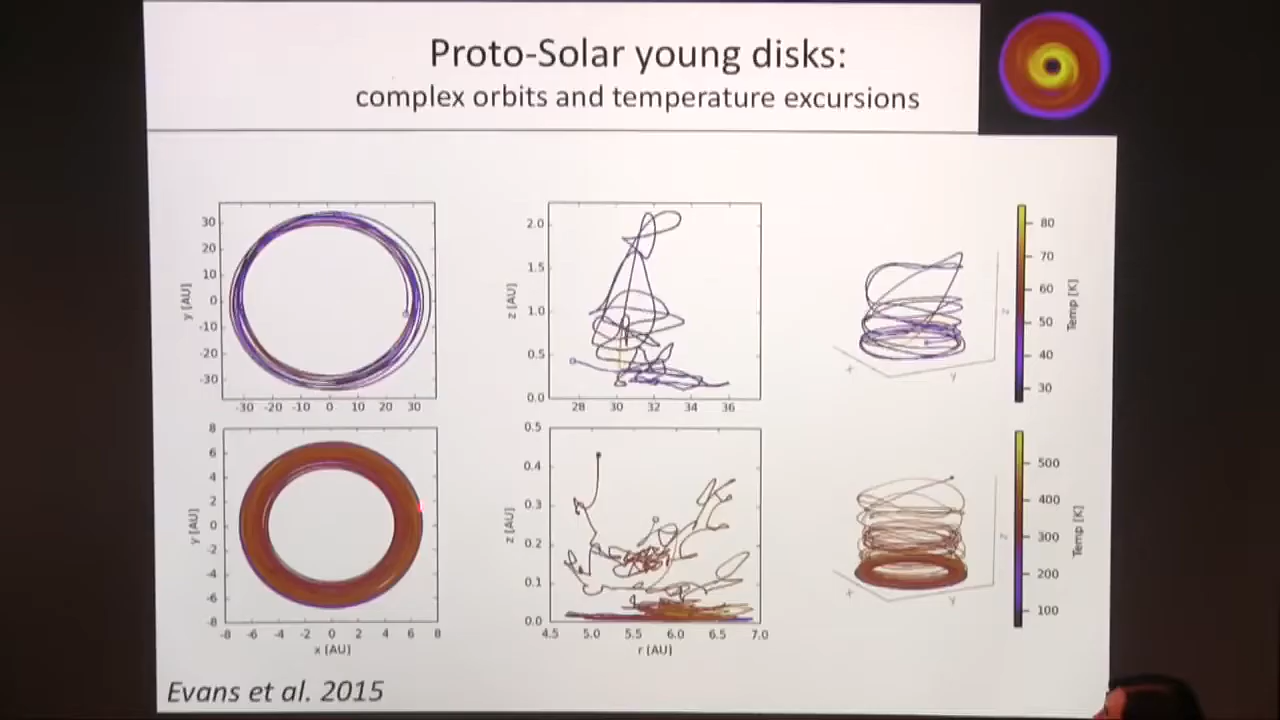 Proto-Solar young disks:
complex orbits and temperature excursions
30
20
10
0
-10
-20
-30
y [AU]
-30 -20 -10 0 10 20 30
2.0
1.5
1.0
0.5
0.0
z [AU]
28 30 32 34 36
x
y
z
80
70
60
50
40
30
Temp [K]
8
6
4
2
0
-2
-4
-6
-8
y [AU]
-8 -6 -4 -2 0 2 4 6 8
x [AU]
0.5
0.4
0.3
0.2
0.1
0.0
z [AU]
4.5 5.0 5.5 6.0 6.5 7.0
r [AU]
x
y
z
500
400
300
200
100
Temp [K]
Evans et al. 2015